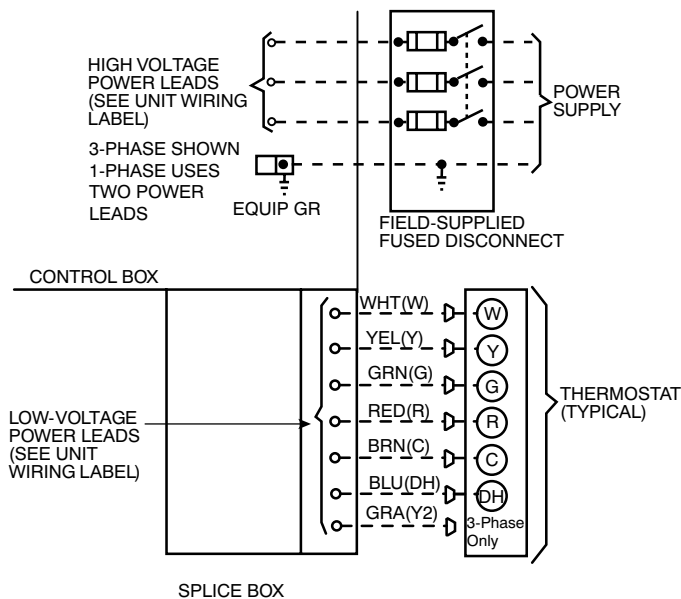 HIGH VOLTAGE
POWER LEADS
(SEE UNIT WIRING
LABEL)
POWER
SUPPLY
3-PHASE SHOWN
1-PHASE USES
TWO POWER
LEADS
EQUIP GR
FIELD-SUPPLIED
FUSED DISCONNECT
CONTROL BOX
WHT(W)
W
YEL(Y)
Y
GRN(G)
G
RED(R)
R
BRN(C)
C
BLU(DH)
DH
GRA(Y2)
3-Phase
Only
THERMOSTAT
(TYPICAL)
LOW-VOLTAGE
POWER LEADS
(SEE UNIT
WIRING LABEL)
SPLICE BOX